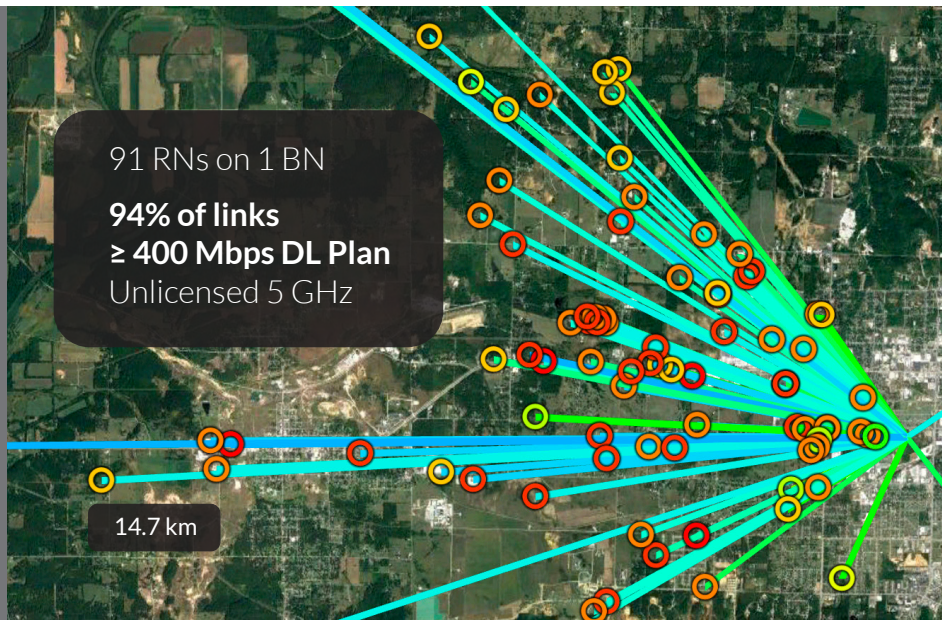 91 RNs on 1 BN
94% of links
≥ 400 Mbps DL Plan
Unlicensed 5 GHz
14.7 km